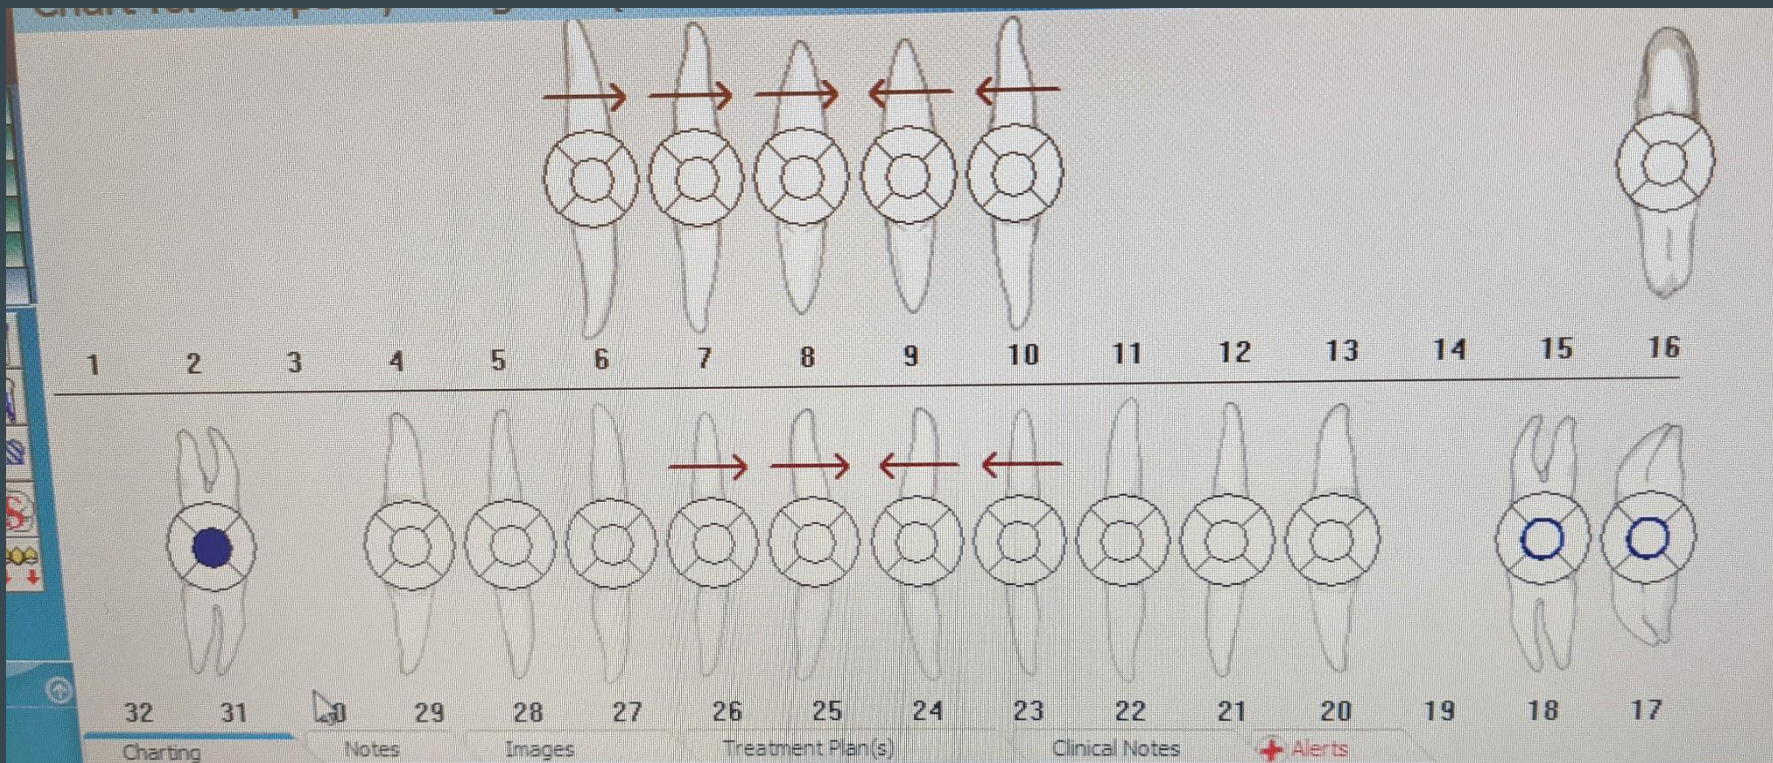 1 2 3 4 5 6 7 8 9 10 11 12 13 14 15 16
32 31 29 28 27 26 25 24 23 22 21 20 19 18 17
Charting Notes Images Treatment Plan(s) Clinical Notes Alerts